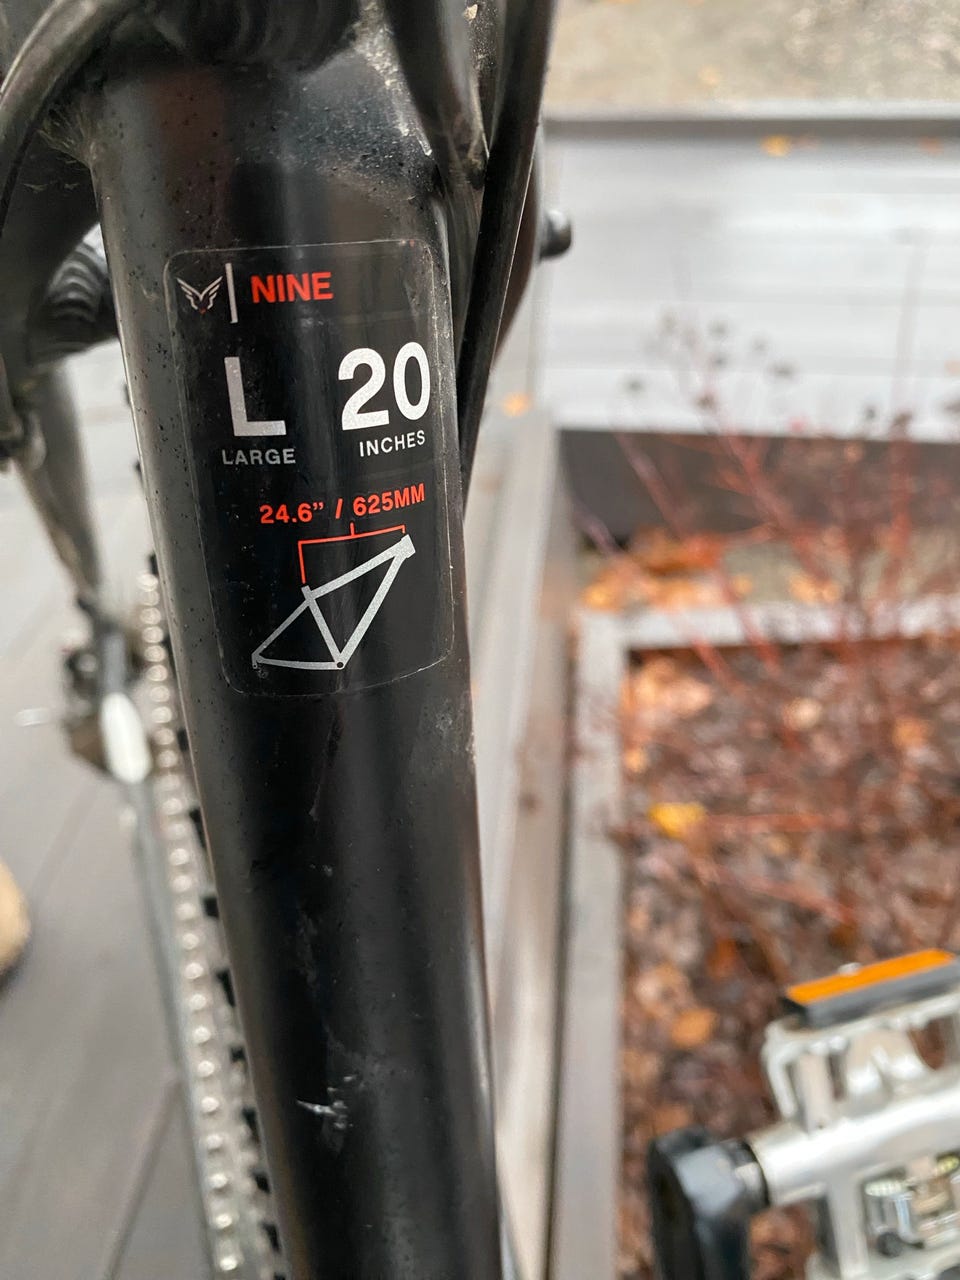 NINE
L 20
LARGE INCHES
24.6” / 625MM